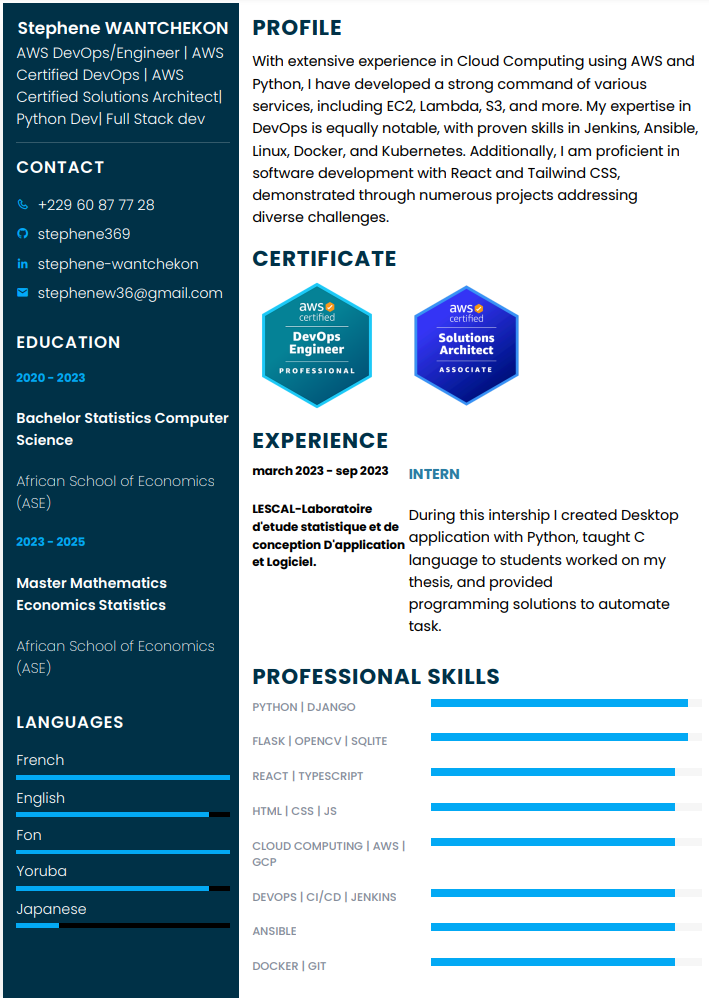 Stephene WANTCHEKON
AWS DevOps/Engineer | AWS
Certified DevOps | AWS
Certified Solutions Architect|
Python Dev| Full Stack dev
CONTACT
+229 60 87 77 28
stephene369
stephene-wantchekon
stephenew36@gmail.com
EDUCATION
2020 - 2023
Bachelor Statistics Computer
Science
African School of Economics
(ASE)
2023 - 2025
Master Mathematics
Economics Statistics
African School of Economics
(ASE)
LANGUAGES
French
English
Fon
Yoruba
Japanese
PROFILE
With extensive experience in Cloud Computing using AWS and
Python, I have developed a strong command of various
services, including EC2, Lambda, S3, and more. My expertise in
DevOps is equally notable, with proven skills in Jenkins, Ansible,
Linux, Docker, and Kubernetes. Additionally, I am proficient in
software development with React and Tailwind CSS,
demonstrated through numerous projects addressing
diverse challenges.
CERTIFICATE
aws
certified
DevOps
Engineer
PROFESSIONAL
aws
certified
Solutions
Architect
ASSOCIATE
EXPERIENCE
march 2023 - sep 2023
LESCAL-Laboratoire
d'etude statistique et de
conception D'application
et Logiciel.
INTERN
During this intership I created Desktop
application with Python, taught C
language to students worked on my
thesis, and provided
programming solutions to automate
task.
PROFESSIONAL SKILLS
PYTHON | DJANGO
FLASK | OPENCV | SQLITE
REACT | TYPESCRIPT
HTML | CSS | JS
CLOUD COMPUTING | AWS |
GCP
DEVOPS | CI/CD | JENKINS
ANSIBLE
DOCKER | GIT